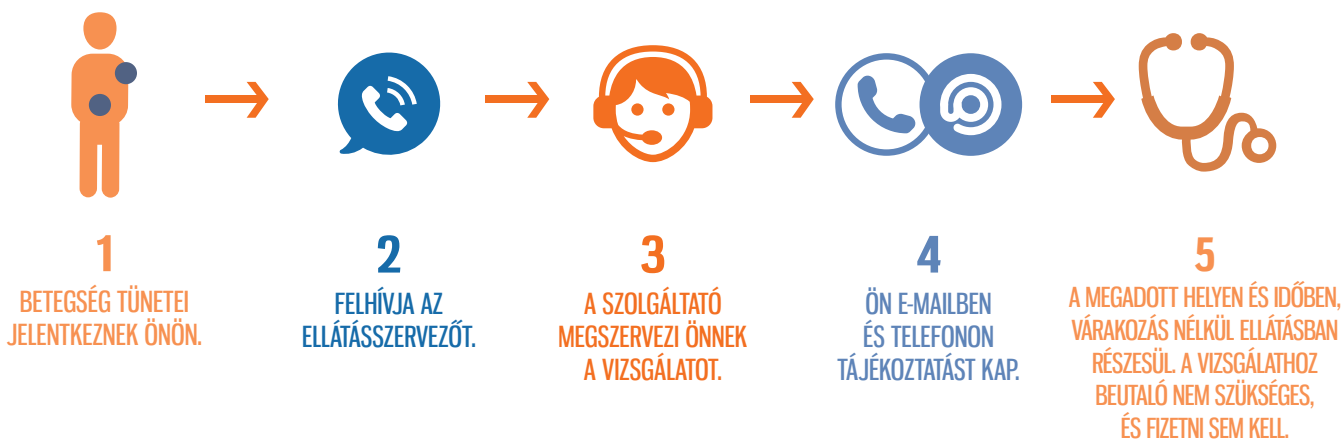 1
BETEGSÉG TÜNETEI
JELENTKEZNEK ÖNÖN.
2
FELHÍVJA AZ
ELLÁTÁSSZERVEZŐT.
3
A SZOLGÁLTATÓ
MEGSZERVEZI ÖNNEK
A VIZSGÁLATOT.
4
ÖN E-MAILBEN
ÉS TELEFONON
TÁJÉKOZTATÁST KAP.
5
A MEGADOTT HELYEN ÉS IDŐBEN,
VÁRAKOZÁS NÉLKÜL ELLÁTÁSBAN
RÉSZESÜL. A VIZSGÁLATHOZ
BEUTALÓ NEM SZÜKSÉGES,
ÉS FIZETNI SEM KELL.